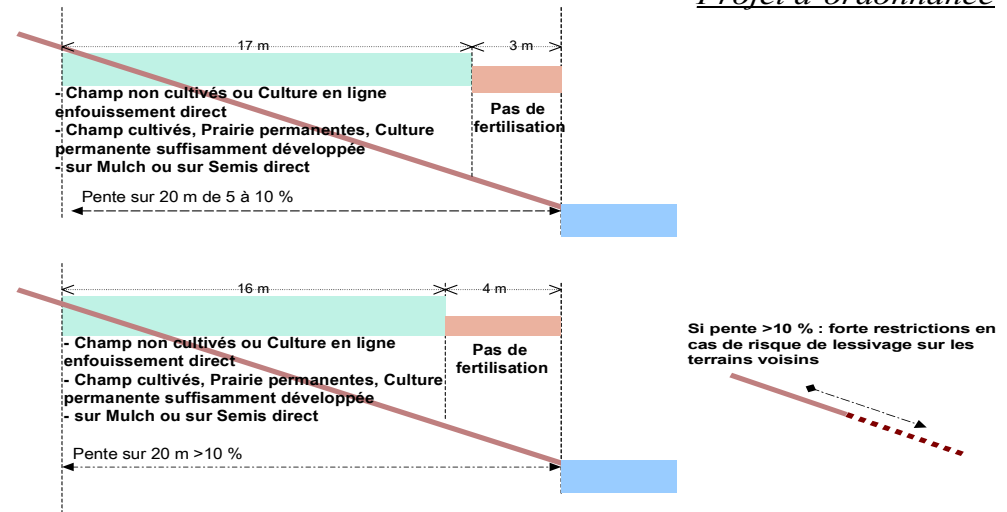 Projet d'ordonnance
17 m
3 m
- Champ non cultivés ou Culture en ligne
enfouissement direct
- Champ cultivés, Prairie permanentes, Culture
permanente suffisamment développée
- sur Mulch ou sur Semis direct
Pas de
fertilisation
Pente sur 20 m de 5 à 10 %
16 m
4 m
- Champ non cultivés ou Culture en ligne
enfouissement direct
- Champ cultivés, Prairie permanentes, Culture
permanente suffisamment développée
- sur Mulch ou sur Semis direct
Pas de
fertilisation
Pente sur 20 m >10 %
Si pente >10 % : forte restrictions en
cas de risque de lessivage sur les
terrains voisins